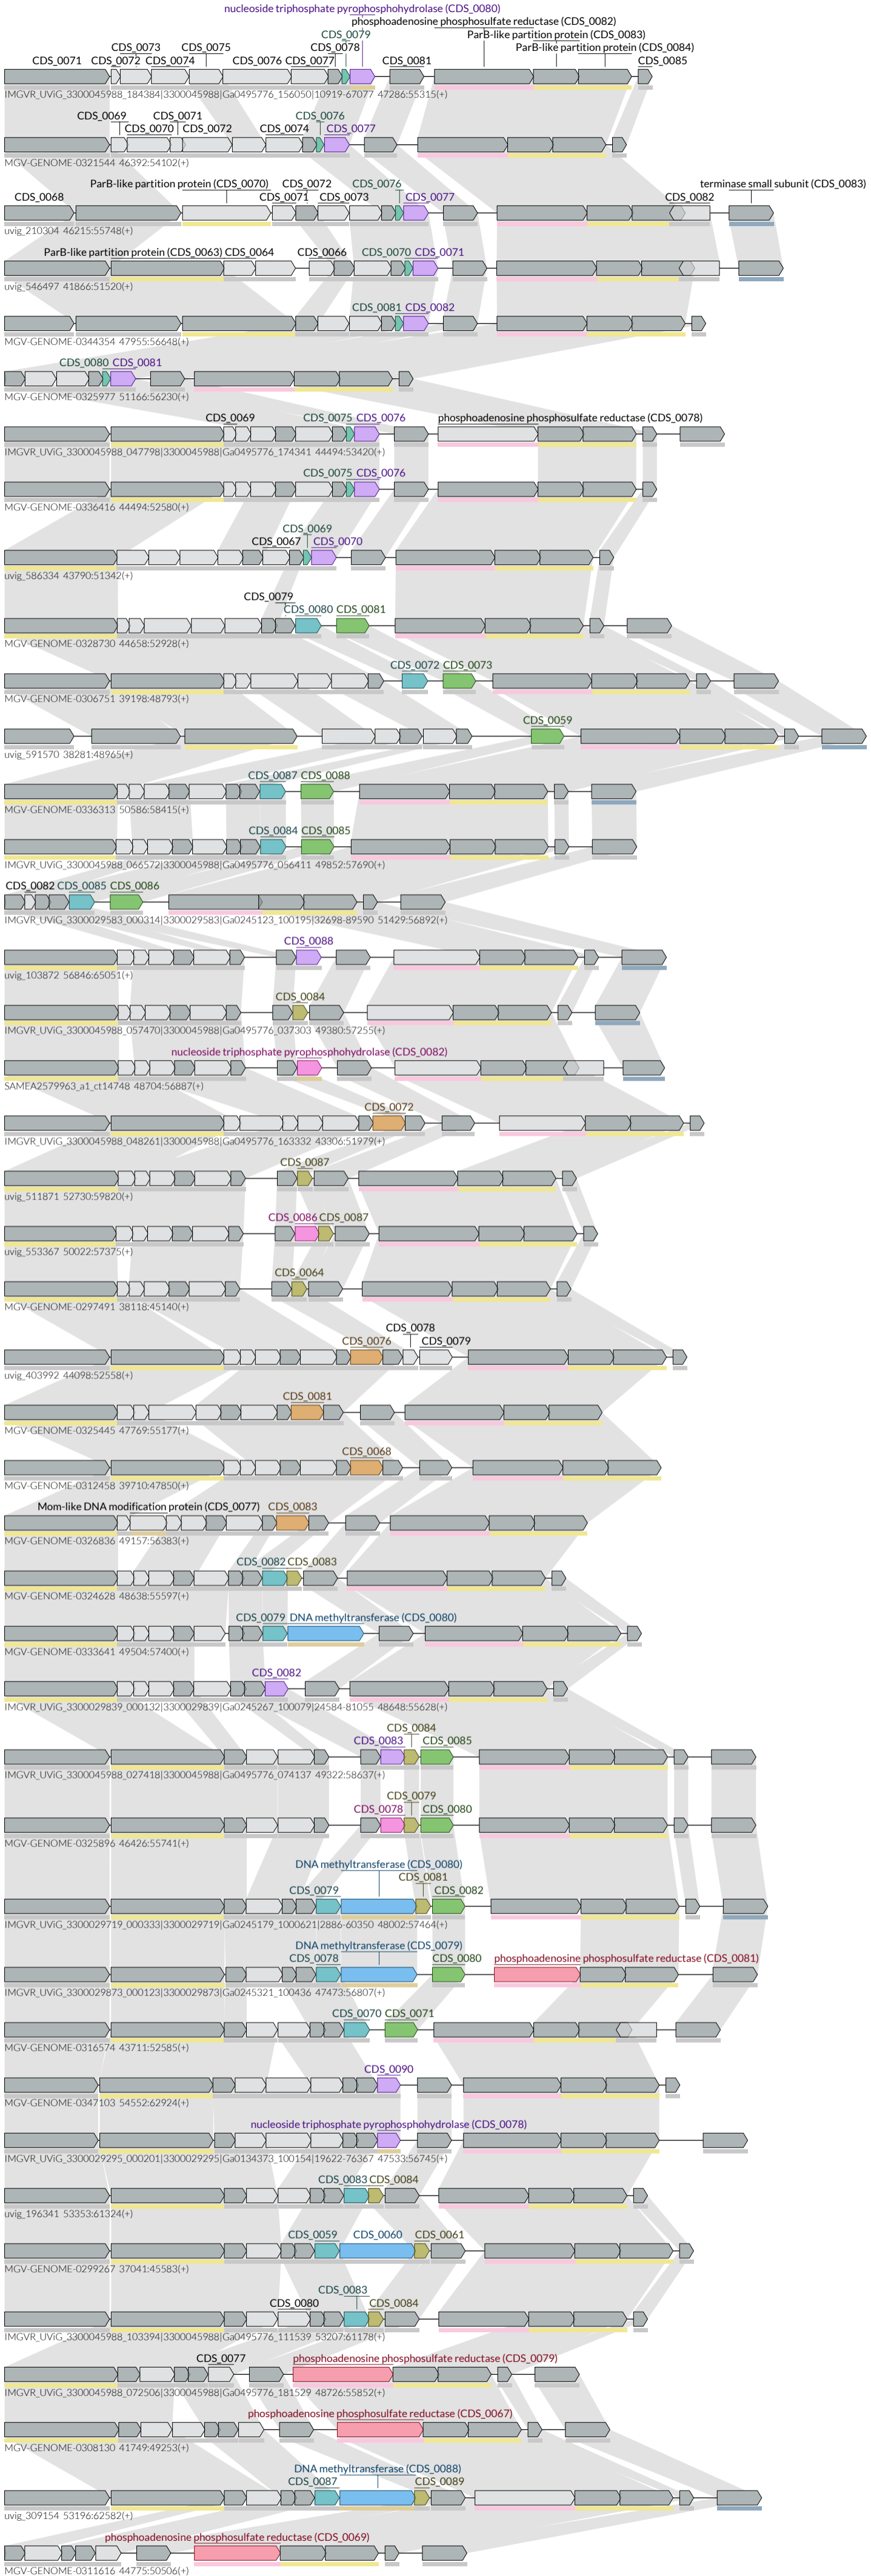 nucleoside triphosphate pyrophosphohydrolase (CDS_0080)
phosphoadenosine phosphosulfate reductase (CDS_0082)
CDS_0079 ParB-like partition protein (CDS_0083)
CDS_0073 CDS_0075 CDS_0078 ParB-like partition protein (CDS_0084)
CDS_0071 CDS_0072 CDS_0074 CDS_0076 CDS_0077 CDS_0081 CDS_0085
IMGVR_UViG_3300045988_184384|3300045988|Ga0495776_156050|10919-67077 47286:55315(+)
CDS_0069 CDS_0071 CDS_0076
CDS_0070 CDS_0072 CDS_0074 CDS_0077
MGV-GENOME-0321544 46392:54102(+)
ParB-like partition protein (CDS_0070) CDS_0072 CDS_0076 terminase small subunit (CDS_0083)
CDS_0068 CDS_0071 CDS_0073 CDS_0077 CDS_0082
uvig_210304 46215:55748(+)
ParB-like partition protein (CDS_0063) CDS_0064 CDS_0066 CDS_0070 CDS_0071
uvig_546497 41866:51520(+)
CDS_0081 CDS_0082
MGV-GENOME-0344354 47955:56648(+)
CDS_0080 CDS_0081
MGV-GENOME-0325977 51166:56230(+)
CDS_0069 CDS_0075 CDS_0076 phosphoadenosine phosphosulfate reductase (CDS_0078)
IMGVR_UViG_3300045988_047798|3300045988|Ga0495776_174341 44494:53420(+)
CDS_0075 CDS_0076
MGV-GENOME-0336416 44494:52580(+)
CDS_0069
CDS_0067 CDS_0070
uvig_586334 43790:51342(+)
CDS_0079
CDS_0080 CDS_0081
MGV-GENOME-0328730 44658:52928(+)
CDS_0072 CDS_0073
MGV-GENOME-0306751 39198:48793(+)
CDS_0059
uvig_591570 38281:48965(+)
CDS_0087 CDS_0088
MGV-GENOME-0336313 50586:58415(+)
CDS_0084 CDS_0085
IMGVR_UViG_3300045988_066572|3300045988|Ga0495776_056411 49852:57690(+)
CDS_0082 CDS_0085 CDS_0086
IMGVR_UViG_3300029583_000314|3300029583|Ga0245123_100195|32698-89590 51429:56892(+)
CDS_0088
uvig_103872 56846:65051(+)
CDS_0084
IMGVR_UViG_3300045988_057470|3300045988|Ga0495776_037303 49380:57255(+)
nucleoside triphosphate pyrophosphohydrolase (CDS_0082)
SAMEA2579963_a1_ct14748 48704:56887(+)
CDS_0072
IMGVR_UViG_3300045988_048261|3300045988|Ga0495776_163332 43306:51979(+)
CDS_0087
uvig_511871 52730:59820(+)
CDS_0086 CDS_0087
uvig_553367 50022:57375(+)
CDS_0064
MGV-GENOME-0297491 38118:45140(+)
CDS_0078
CDS_0076 CDS_0079
uvig_403992 44098:52558(+)
CDS_0081
MGV-GENOME-0325445 47769:55177(+)
CDS_0068
MGV-GENOME-0312458 39710:47850(+)
Mom-like DNA modification protein (CDS_0077) CDS_0083
MGV-GENOME-0326836 49157:56383(+)
CDS_0082 CDS_0083
MGV-GENOME-0324628 48638:55597(+)
CDS_0079 DNA methyltransferase (CDS_0080)
MGV-GENOME-0333641 49504:57400(+)
CDS_0082
IMGVR_UViG_3300029839_000132|3300029839|Ga0245267_100079|24584-81055 48648:55628(+)
CDS_0084
CDS_0083 CDS_0085
IMGVR_UViG_3300045988_027418|3300045988|Ga0495776_074137 49322:58637(+)
CDS_0079
CDS_0078 CDS_0080
MGV-GENOME-0325896 46426:55741(+)
DNA methyltransferase (CDS_0080)
CDS_0081
CDS_0079 CDS_0082
IMGVR_UViG_3300029719_000333|3300029719|Ga0245179_1000621|2886-60350 48002:57464(+)
DNA methyltransferase (CDS_0079)
CDS_0078 CDS_0080 phosphoadenosine phosphosulfate reductase (CDS_0081)
IMGVR_UViG_3300029873_000123|3300029873|Ga0245321_100436 47473:56807(+)
CDS_0070 CDS_0071
MGV-GENOME-0316574 43711:52585(+)
CDS_0090
MGV-GENOME-0347103 54552:62924(+)
nucleoside triphosphate pyrophosphohydrolase (CDS_0078)
IMGVR_UViG_3300029295_000201|3300029295|Ga0134373_100154|19622-76367 47533:56745(+)
CDS_0083 CDS_0084
uvig_196341 53353:61324(+)
CDS_0059 CDS_0060 CDS_0061
MGV-GENOME-0299267 37041:45583(+)
CDS_0083
CDS_0080 CDS_0084
IMGVR_UViG_3300045988_103394|3300045988|Ga0495776_111539 53207:61178(+)
CDS_0077 phosphoadenosine phosphosulfate reductase (CDS_0079)
IMGVR_UViG_3300045988_072506|3300045988|Ga0495776_181529 48726:55852(+)
phosphoadenosine phosphosulfate reductase (CDS_0067)
MGV-GENOME-0308130 41749:49253(+)
DNA methyltransferase (CDS_0088)
CDS_0087 CDS_0089
uvig_309154 53196:62582(+)
phosphoadenosine phosphosulfate reductase (CDS_0069)
MGV-GENOME-0311616 44775:50506(+)